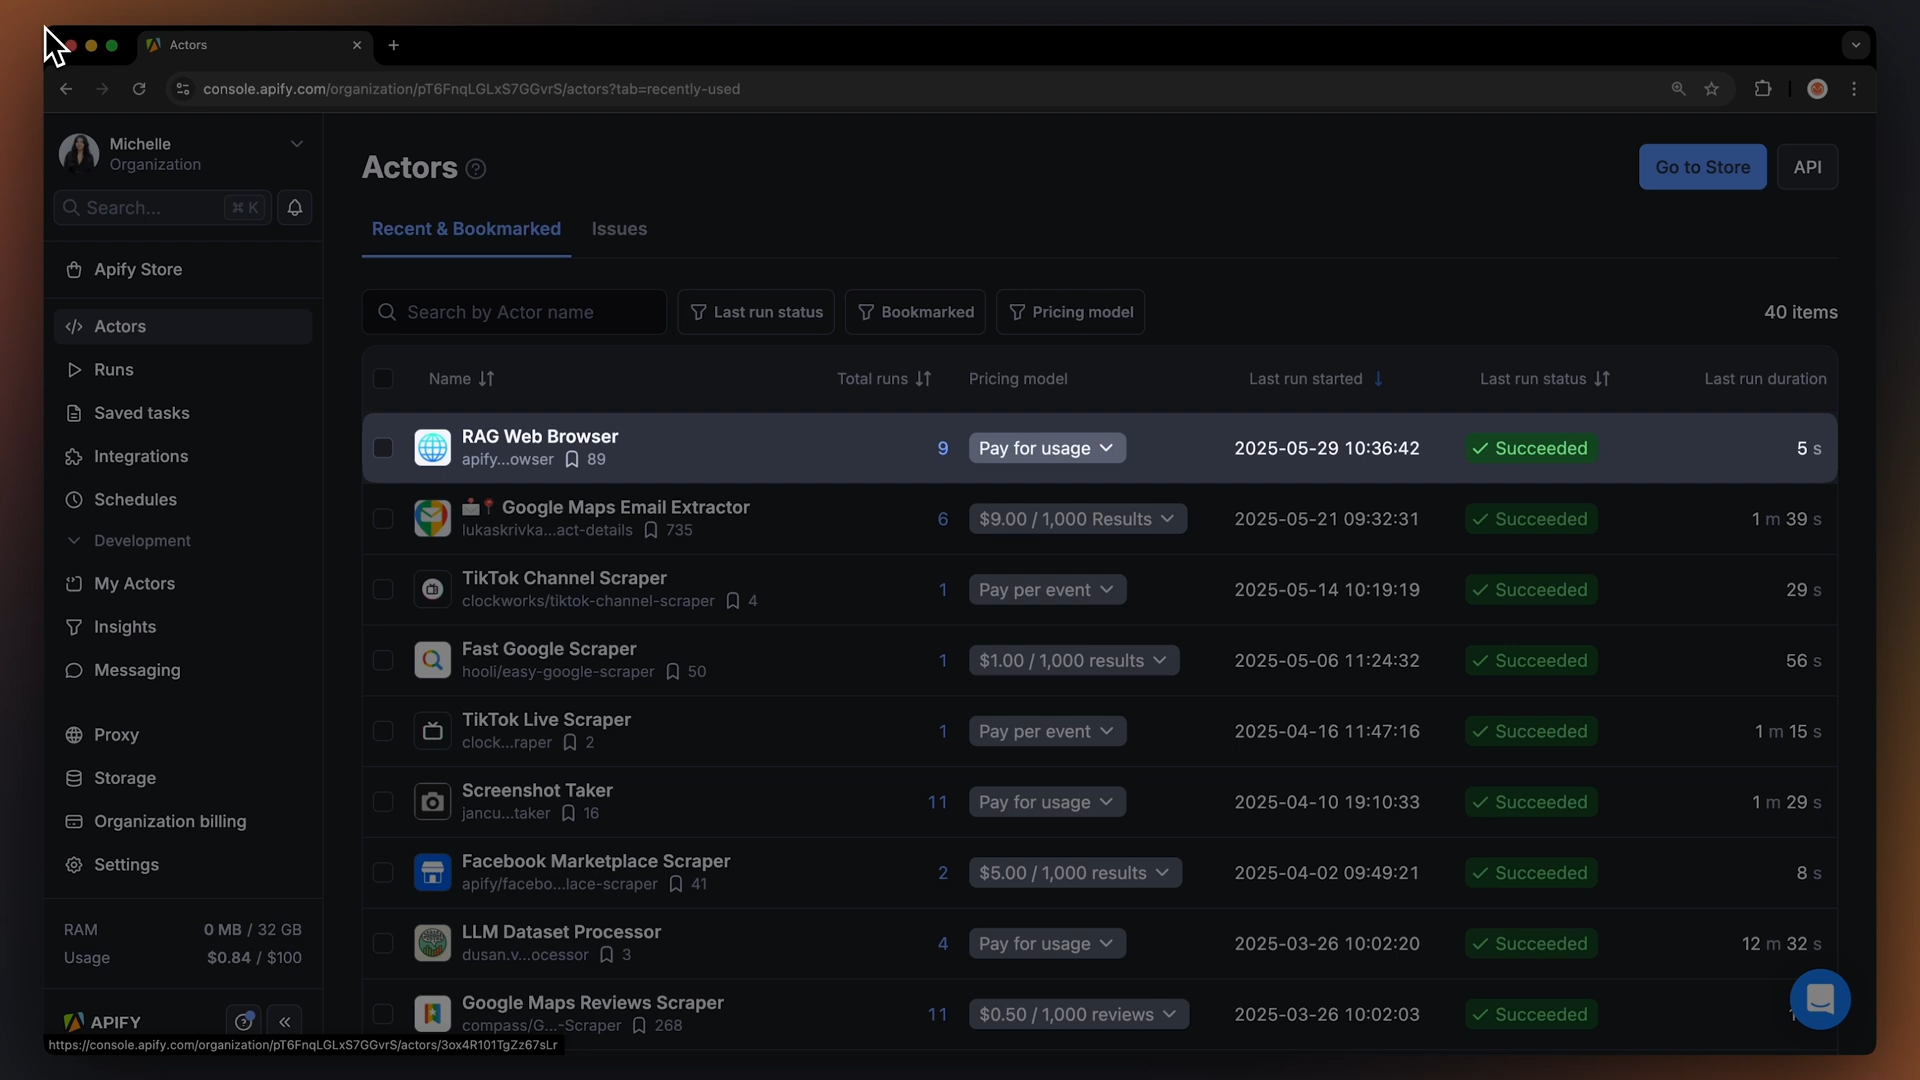 Actors
console.apify.com/organization/pT6FnqLGLxS7GGvrS/actors?tab=recently-used
Michelle
Organization
Search...
⌘ K
Apify Store
Actors
Runs
Saved tasks
Integrations
Schedules
Development
My Actors
Insights
Messaging
Proxy
Storage
Organization billing
Settings
RAM 0 MB / 32 GB
Usage $0.84 / $100
APIFY
https://console.apify.com/organization/pT6FnqLGLxS7GGvrS/actors/3ox4R101TgZz67sLr
Actors
Go to Store
API
Recent & Bookmarked
Issues
Search by Actor name
Last run status
Bookmarked
Pricing model
40 items
Name Total runs Pricing model Last run started Last run status Last run duration
RAG Web Browser
apify...owser 89
9 Pay for usage 2025-05-29 10:36:42 Succeeded 5 s
Google Maps Email Extractor
lukaskrivka...act-details 735
6 $9.00 / 1,000 Results 2025-05-21 09:32:31 Succeeded 1 m 39 s
TikTok Channel Scraper
clockworks/tiktok-channel-scraper 4
1 Pay per event 2025-05-14 10:19:19 Succeeded 29 s
Fast Google Scraper
hooli/easy-google-scraper 50
1 $1.00 / 1,000 results 2025-05-06 11:24:32 Succeeded 56 s
TikTok Live Scraper
clock...raper 2
1 Pay per event 2025-04-16 11:47:16 Succeeded 1 m 15 s
Screenshot Taker
jancu...taker 16
11 Pay for usage 2025-04-10 19:10:33 Succeeded 1 m 29 s
Facebook Marketplace Scraper
apify/facebo...lace-scraper 41
2 $5.00 / 1,000 results 2025-04-02 09:49:21 Succeeded 8 s
LLM Dataset Processor
dusan.v...ocessor 3
4 Pay for usage 2025-03-26 10:02:20 Succeeded 12 m 32 s
Google Maps Reviews Scraper
compass/G...-Scraper 268
11 $0.50 / 1,000 reviews 2025-03-26 10:02:03 Succeeded